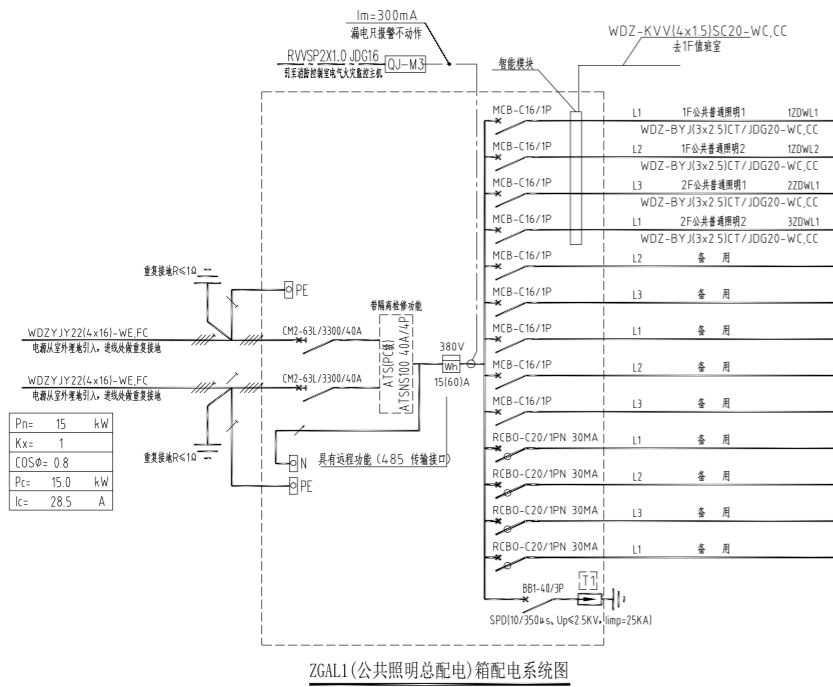 Im=300mA
漏电只报警不动作
RVVSP2X1.0 JDG16
引至消防控制室电气火灾监控主机
QJ-M3
智能模块
WDZ-KVV(4x1.5)SC20-WC,CC
去1F值班室
MCB-C16/1P L1 1F公共普通照明1 1ZDWL1
WDZ-BYJ(3x2.5)CT/JDG20-WC,CC
MCB-C16/1P L2 1F公共普通照明2 1ZDWL2
WDZ-BYJ(3x2.5)CT/JDG20-WC,CC
MCB-C16/1P L3 2F公共普通照明1 2ZDWL1
WDZ-BYJ(3x2.5)CT/JDG20-WC,CC
MCB-C16/1P L1 2F公共普通照明2 3ZDWL1
WDZ-BYJ(3x2.5)CT/JDG20-WC,CC
MCB-C16/1P L2 备 用
MCB-C16/1P L3 备 用
MCB-C16/1P L1 备 用
MCB-C16/1P L2 备 用
MCB-C16/1P L3 备 用
RCBO-C20/1PN 30MA L1 备 用
RCBO-C20/1PN 30MA L2 备 用
RCBO-C20/1PN 30MA L3 备 用
RCBO-C20/1PN 30MA L1 备 用
BB1-40/3P
T1
SPD(10/350us、Up≤2.5KV，Iimp=25KA)
重复接地R≤1Ω
PE
带隔离检修功能
WDZYJY22(4x16)-WE,FC
电源从室外埋地引入，进线处做重复接地
CM2-63L/3300/40A
ATS(PC级)
ATSNS100 40A/4P
380V
Wh
15(60)A
WDZYJY22(4x16)-WE,FC
电源从室外埋地引入，进线处做重复接地
CM2-63L/3300/40A
重复接地R≤1Ω
N
具有远程功能（485 传输接口）
PE
Pn= 15 kW
Kx= 1
COSΦ= 0.8
Pc= 15.0 kW
Ic= 28.5 A
ZGAL1(公共照明总配电)箱配电系统图